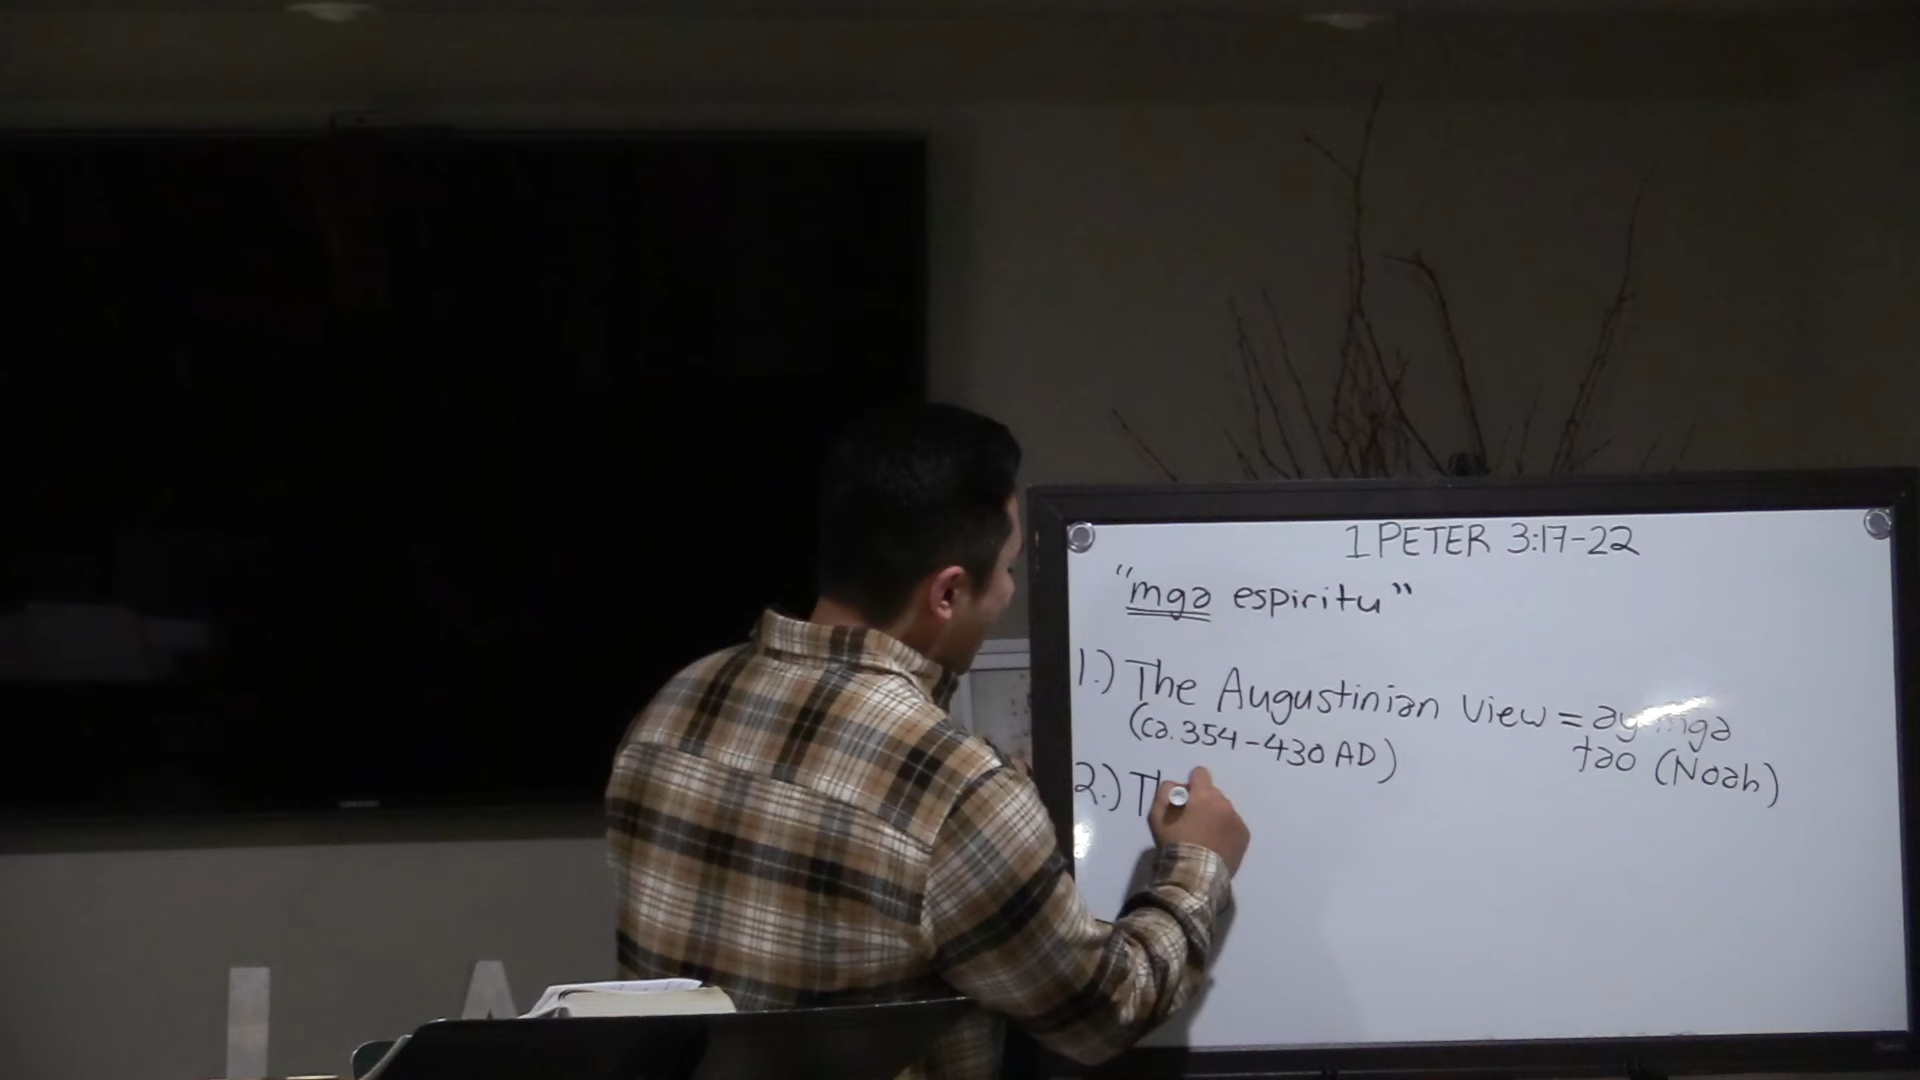 1 PETER 3:17-22
"mga espiritu"
1.) The Augustinian View = ay mga
tao (Noah)
(ca. 354-430 AD)
2.) Th